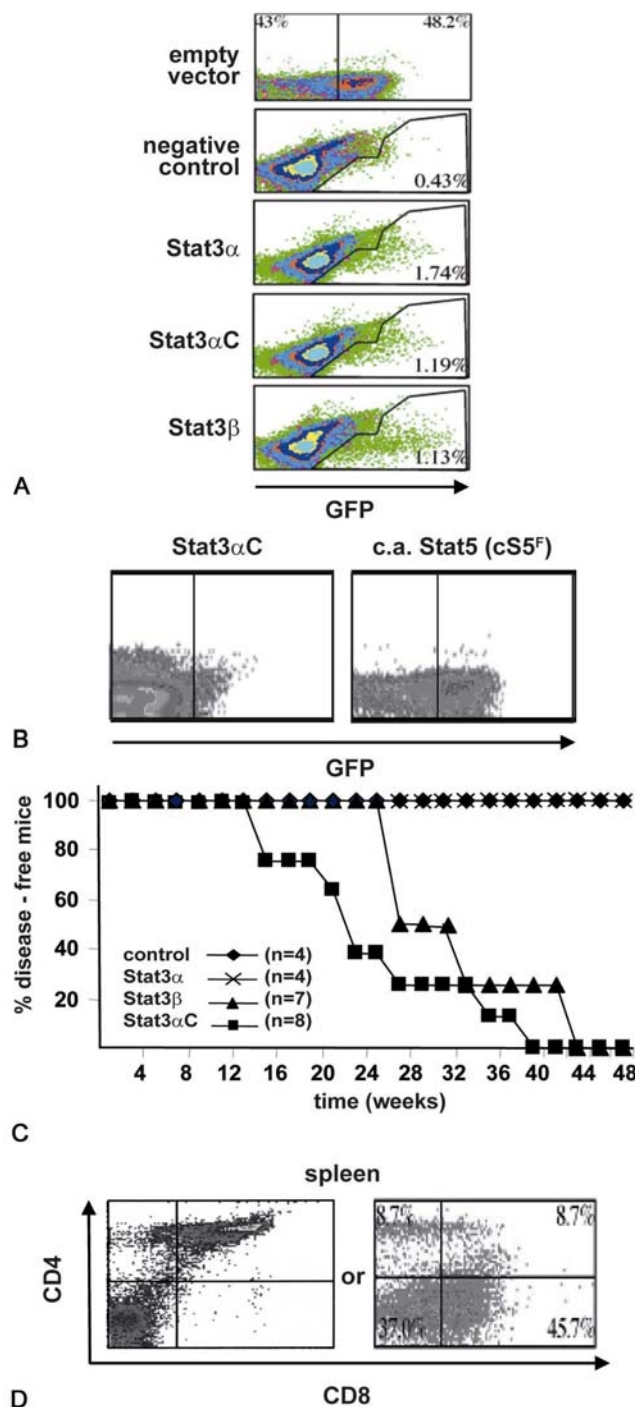 43% 48.2%
empty
vector
negative
control
0.43%
Stat3α
1.74%
Stat3αC
1.19%
Stat3β
1.13%
A
GFP
Stat3αC c.a. Stat5 (cS5ᶠ)
B
GFP
100
80
60
40
20
% disease - free mice
control (n=4)
Stat3α (n=4)
Stat3β (n=7)
Stat3αC (n=8)
4 8 12 16 20 24 28 32 36 40 44 48
time (weeks)
C
spleen
CD4
or
8.7% 8.7%
37.0% 45.7%
CD8
D